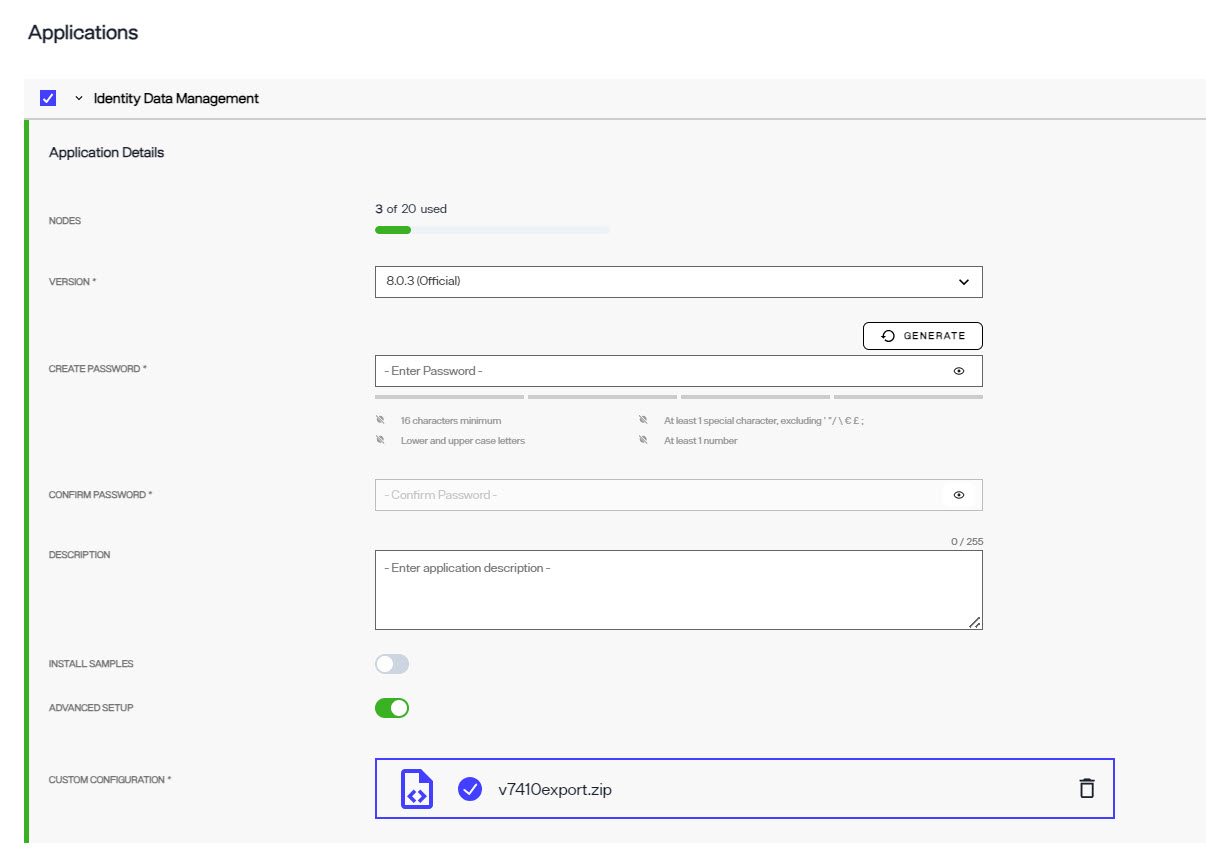 Applications
Identity Data Management
Application Details
NODES
3 of 20 used
VERSION *
8.0.3 (Official)
GENERATE
CREATE PASSWORD *
- Enter Password -
16 characters minimum
At least 1 special character, excluding ' " / \ € £ ;
Lower and upper case letters
At least 1 number
CONFIRM PASSWORD *
- Confirm Password -
0 / 255
DESCRIPTION
- Enter application description -
INSTALL SAMPLES
ADVANCED SETUP
CUSTOM CONFIGURATION *
v7410export.zip